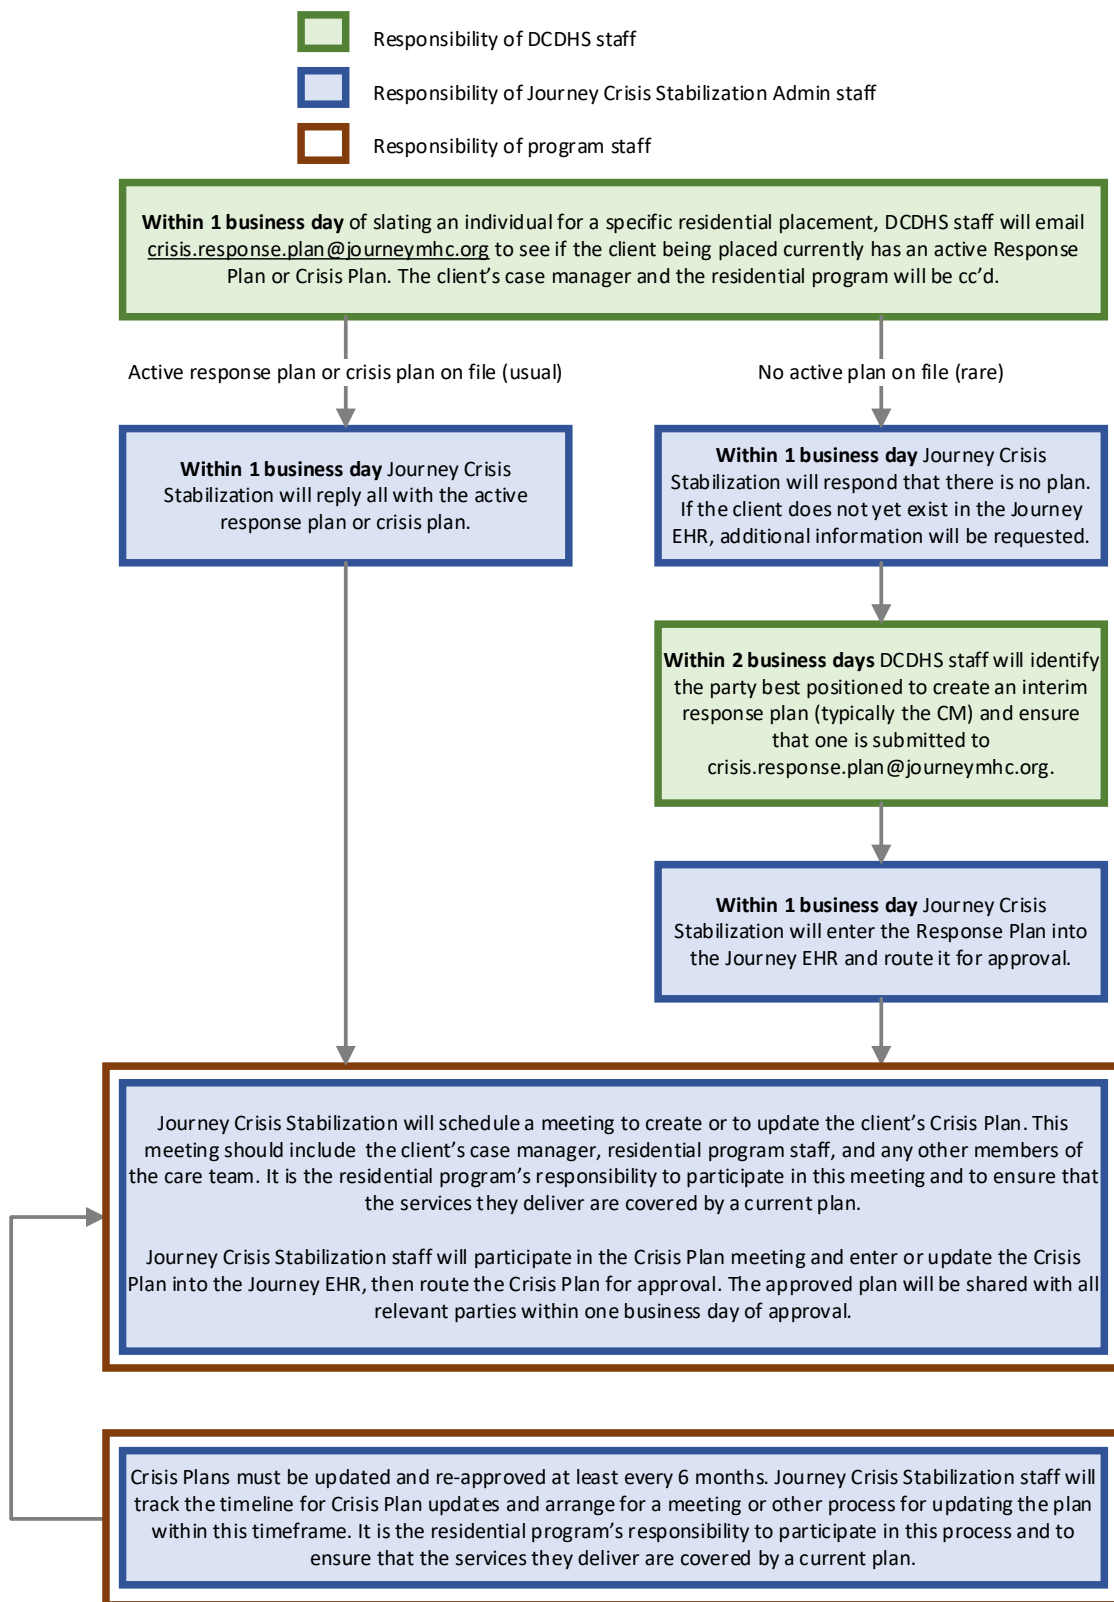 Responsibility of DCDHS staff
Responsibility of Journey Crisis Stabilization Admin staff
Responsibility of program staff
Within 1 business day of slating an individual for a specific residential placement, DCDHS staff will email
crisis.response.plan@journeymhc.org to see if the client being placed currently has an active Response
Plan or Crisis Plan. The client’s case manager and the residential program will be cc’d.
Active response plan or crisis plan on file (usual)
No active plan on file (rare)
Within 1 business day Journey Crisis
Stabilization will reply all with the active
response plan or crisis plan.
Within 1 business day Journey Crisis
Stabilization will respond that there is no plan.
If the client does not yet exist in the Journey
EHR, additional information will be requested.
Within 2 business days DCDHS staff will identify
the party best positioned to create an interim
response plan (typically the CM) and ensure
that one is submitted to
crisis.response.plan@journeymhc.org.
Within 1 business day Journey Crisis
Stabilization will enter the Response Plan into
the Journey EHR and route it for approval.
Journey Crisis Stabilization will schedule a meeting to create or to update the client’s Crisis Plan. This
meeting should include the client’s case manager, residential program staff, and any other members of
the care team. It is the residential program’s responsibility to participate in this meeting and to ensure that
the services they deliver are covered by a current plan.
Journey Crisis Stabilization staff will participate in the Crisis Plan meeting and enter or update the Crisis
Plan into the Journey EHR, then route the Crisis Plan for approval. The approved plan will be shared with all
relevant parties within one business day of approval.
Crisis Plans must be updated and re-approved at least every 6 months. Journey Crisis Stabilization staff will
track the timeline for Crisis Plan updates and arrange for a meeting or other process for updating the plan
within this timeframe. It is the residential program’s responsibility to participate in this process and to
ensure that the services they deliver are covered by a current plan.